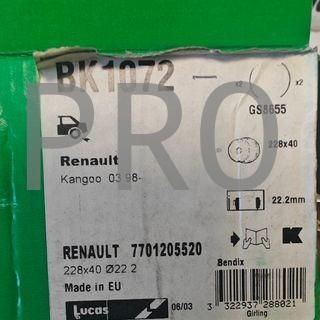 BK1072
x2 x2
GS8655
228x40
Renault
Kangoo 03.98-
22.2mm
RENAULT 7701205520
228x40 Ø22.2
Bendix
K
Made in EU
Lucas
06/03
3 322937 288021
Girling
PRO